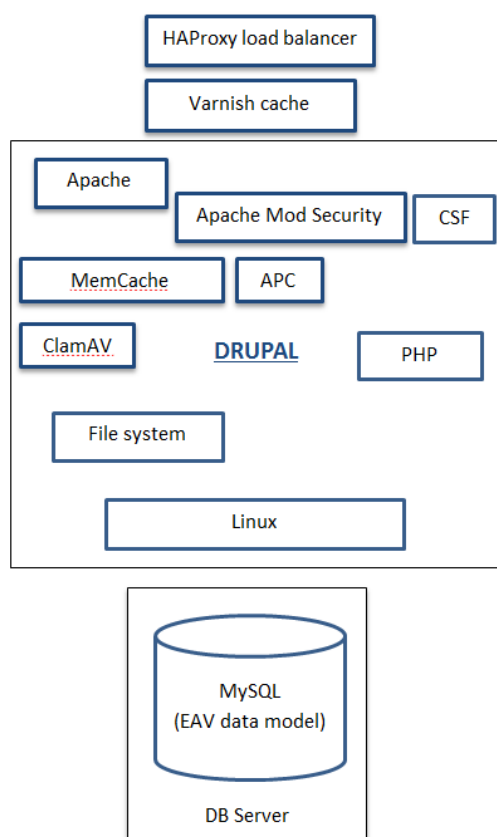 HAProxy load balancer
Varnish cache
Apache
Apache Mod Security
CSF
MemCache
APC
ClamAV
DRUPAL
PHP
File system
Linux
MySQL
(EAV data model)
DB Server